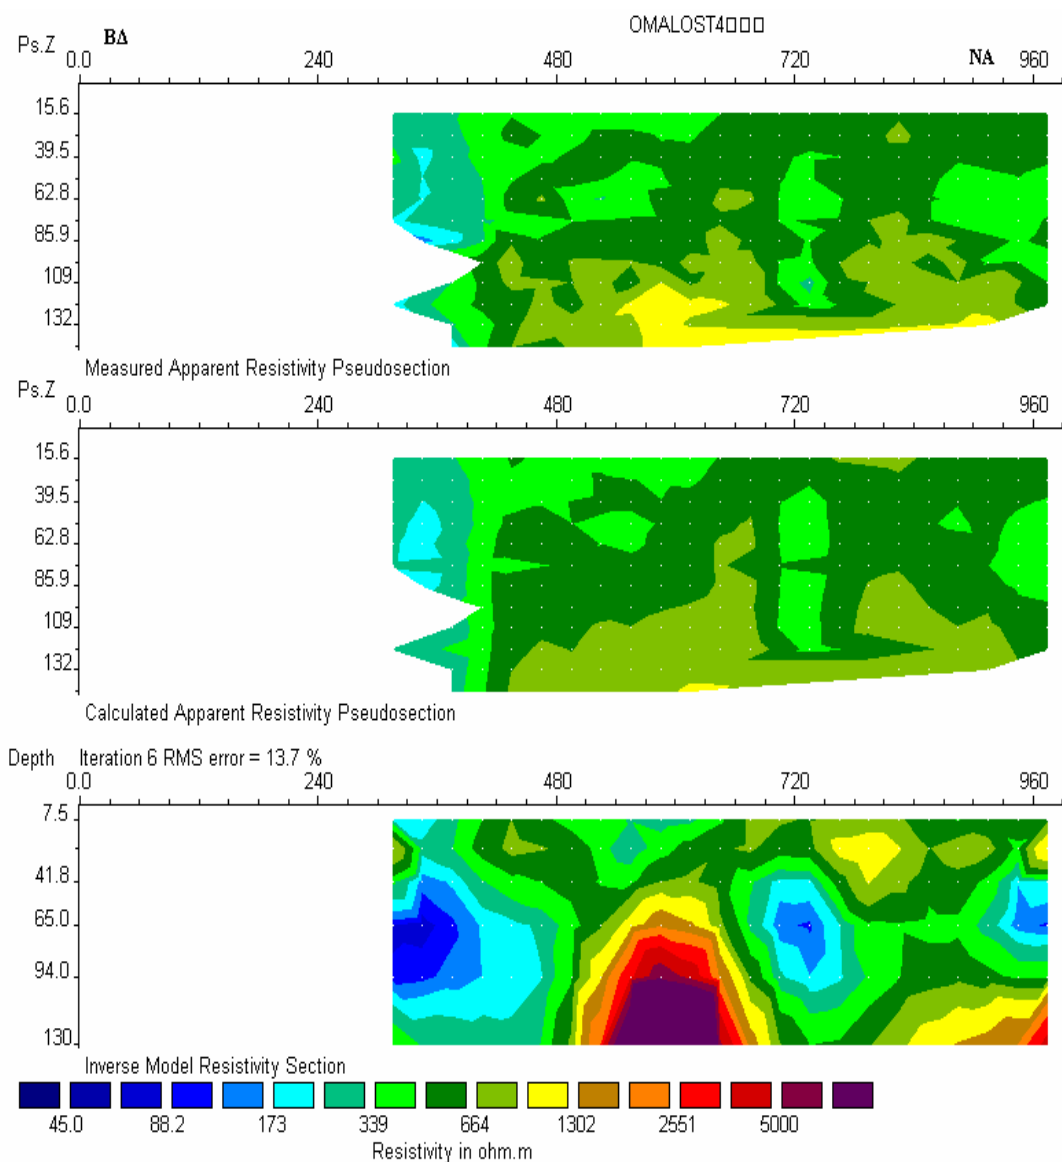 OMALOST4□□□
Ps.Z 0.0 ΒΔ 240 480 720 ΝΑ 960
15.6
39.5
62.8
85.9
109.
132
Measured Apparent Resistivity Pseudosection
Ps.Z 0.0 240 480 720 960
15.6
39.5
62.8
85.9
109.
132
Calculated Apparent Resistivity Pseudosection
Depth Iteration 6 RMS error = 13.7 %
0.0 240 480 720 960
7.5
41.8
65.0
94.0
130.
Inverse Model Resistivity Section
45.0 88.2 173 339 664 1302 2551 5000
Resistivity in ohm.m